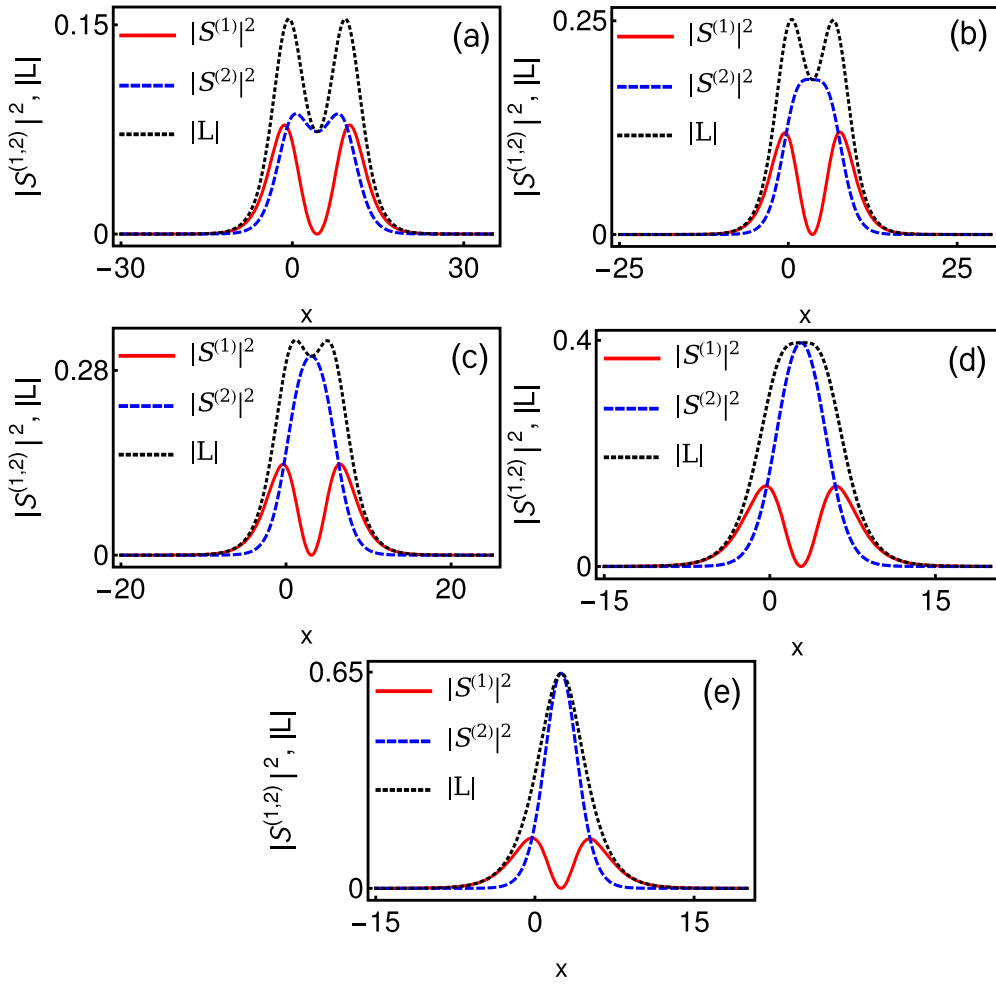 0.15
|S^(1)|^2
|S^(2)|^2
|L|
(a)
|S^(1,2)|^2, |L|
0
−30
0
30
x
0.25
|S^(1)|^2
|S^(2)|^2
|L|
(b)
|S^(1,2)|^2, |L|
0
−25
0
25
x
0.28
|S^(1)|^2
|S^(2)|^2
|L|
(c)
|S^(1,2)|^2, |L|
0
−20
0
20
x
0.4
|S^(1)|^2
|S^(2)|^2
|L|
(d)
|S^(1,2)|^2, |L|
0
−15
0
15
x
0.65
|S^(1)|^2
|S^(2)|^2
|L|
(e)
|S^(1,2)|^2, |L|
0
−15
0
15
x